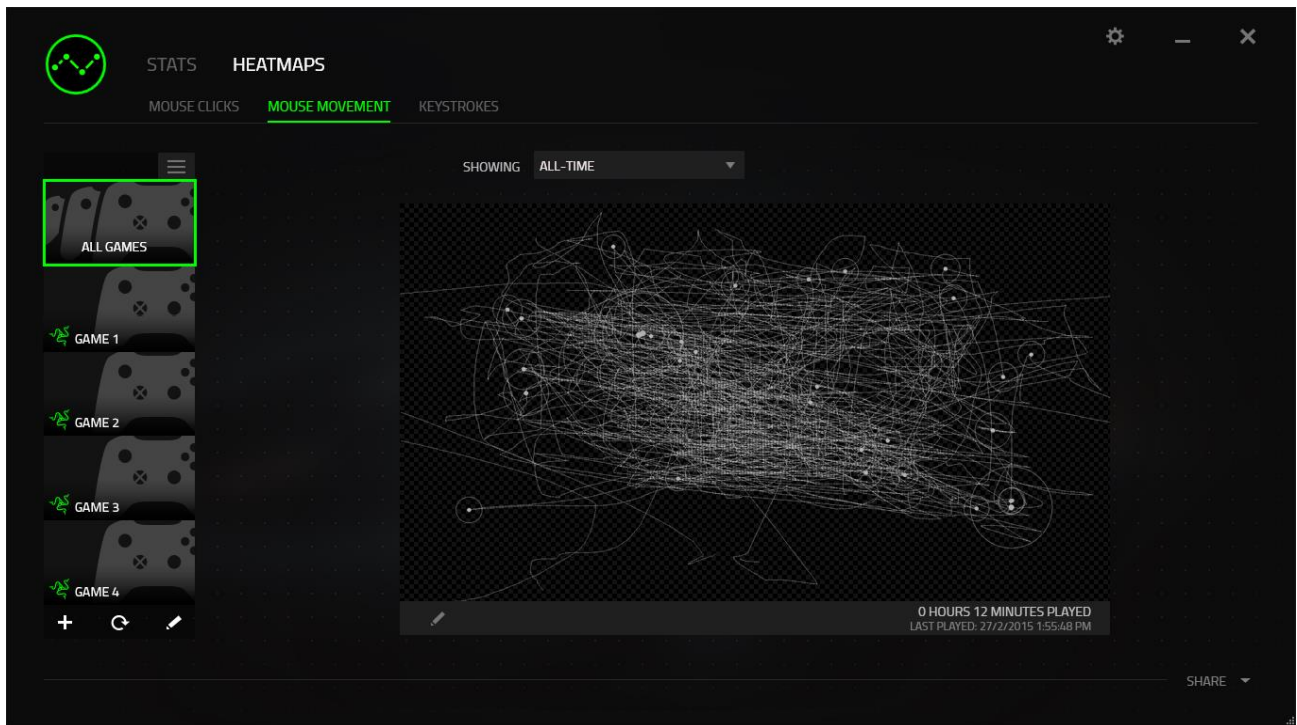 STATS HEATMAPS
MOUSE CLICKS MOUSE MOVEMENT KEYSTROKES
SHOWING ALL-TIME
ALL GAMES
GAME 1
GAME 2
GAME 3
GAME 4
0 HOURS 12 MINUTES PLAYED
LAST PLAYED: 27/2/2015 1:55:48 PM
SHARE